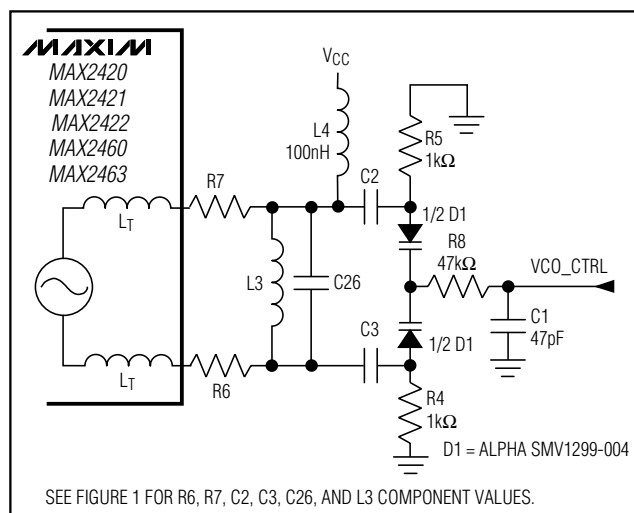 MAXIM
MAX2420
MAX2421
MAX2422
MAX2460
MAX2463
VCC
L4
100nH
R5
1kΩ
R7
C2
1/2 D1
LT
R8
47kΩ
VCO_CTRL
L3
C26
C1
47pF
C3
1/2 D1
LT
R6
R4
1kΩ
D1 = ALPHA SMV1299-004
SEE FIGURE 1 FOR R6, R7, C2, C3, C26, AND L3 COMPONENT VALUES.